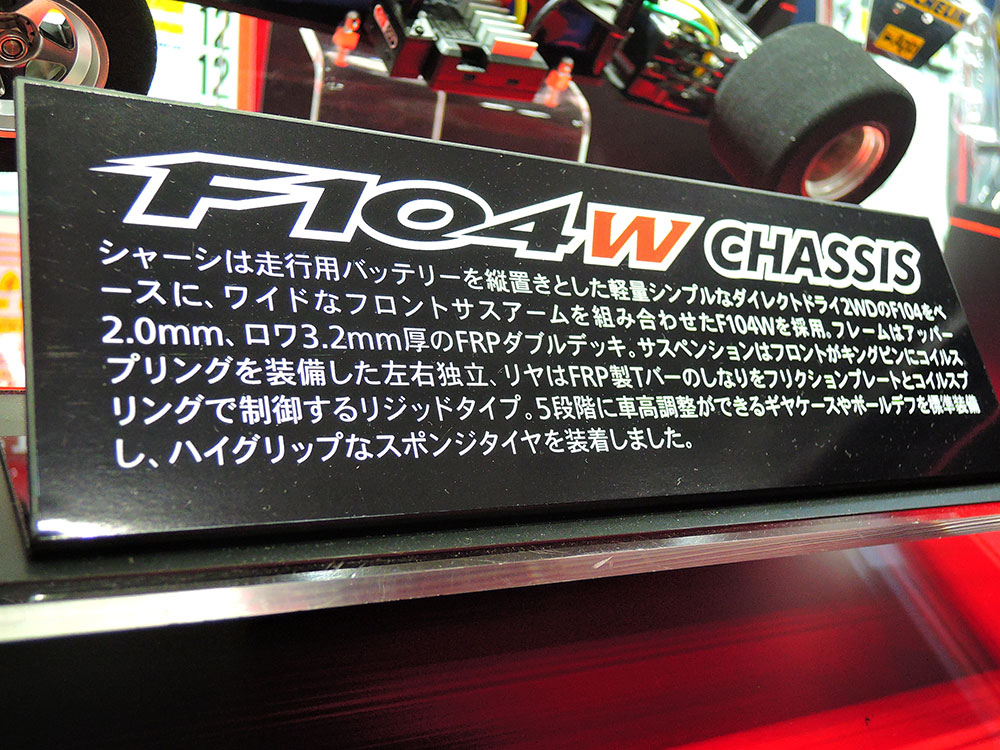 12
12
12
MICHELIN
F104W CHASSIS
シャーシは走行用バッテリーを縦置きとした軽量シンプルなダイレクトドライ2WDのF104をベ
ースに、ワイドなフロントサスアームを組み合わせたF104Wを採用。フレームはアッパー
2.0mm、ロワ3.2mm厚のFRPダブルデッキ。サスペンションはフロントがキングピンにコイルス
プリングを装備した左右独立、リヤはFRP製Tバーのしなりをフリクションプレートとコイルスプ
リングで制御するリジッドタイプ。5段階に車高調整ができるギヤケースやボールデフを標準装備
し、ハイグリップなスポンジタイヤを装着しました。